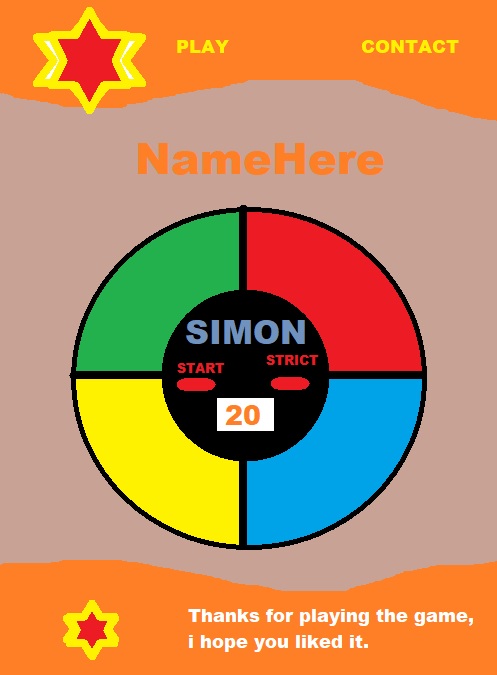 PLAY
CONTACT
NameHere
SIMON
START
STRICT
20
Thanks for playing the game,
i hope you liked it.